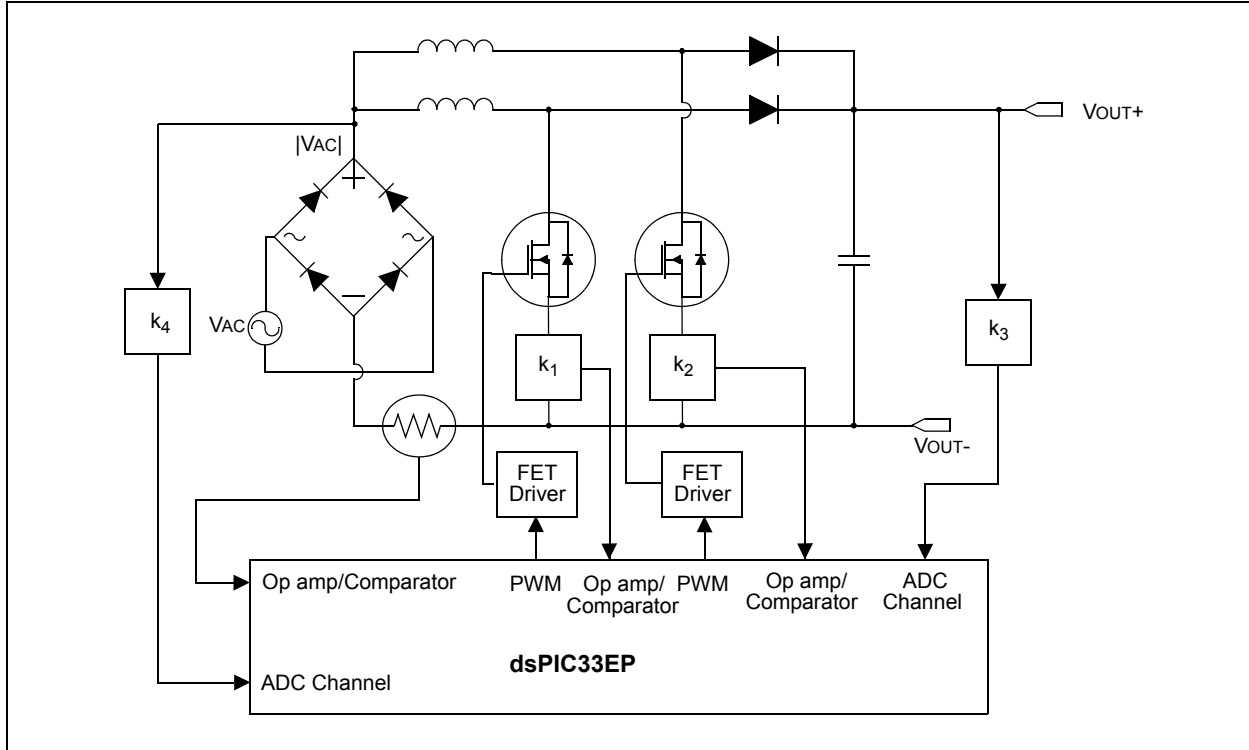 VOUT+
|VAC|
k4
VAC
k1
k2
k3
VOUT-
FET
Driver
FET
Driver
Op amp/Comparator
PWM
Op amp/
Comparator
PWM
Op amp/
Comparator
ADC
Channel
dsPIC33EP
ADC Channel